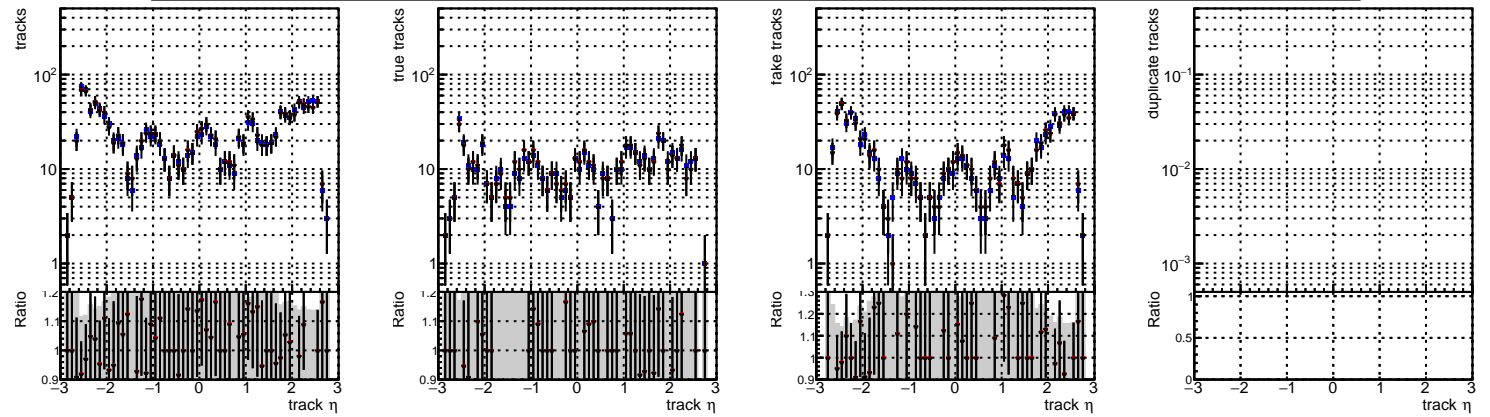 tracks
10²
10
1
Ratio
1.2
1.1
1
0.9
−3 −2 −1 0 1 2 3
track η
true tracks
10²
10
1
Ratio
1.2
1.1
1
0.9
−3 −2 −1 0 1 2 3
track η
fake tracks
10²
10
1
Ratio
1.3
1.2
1.1
1
0.9
−3 −2 −1 0 1 2 3
track η
duplicate tracks
10⁻¹
10⁻²
10⁻³
Ratio
1
0.5
0
−3 −2 −1 0 1 2 3
track η